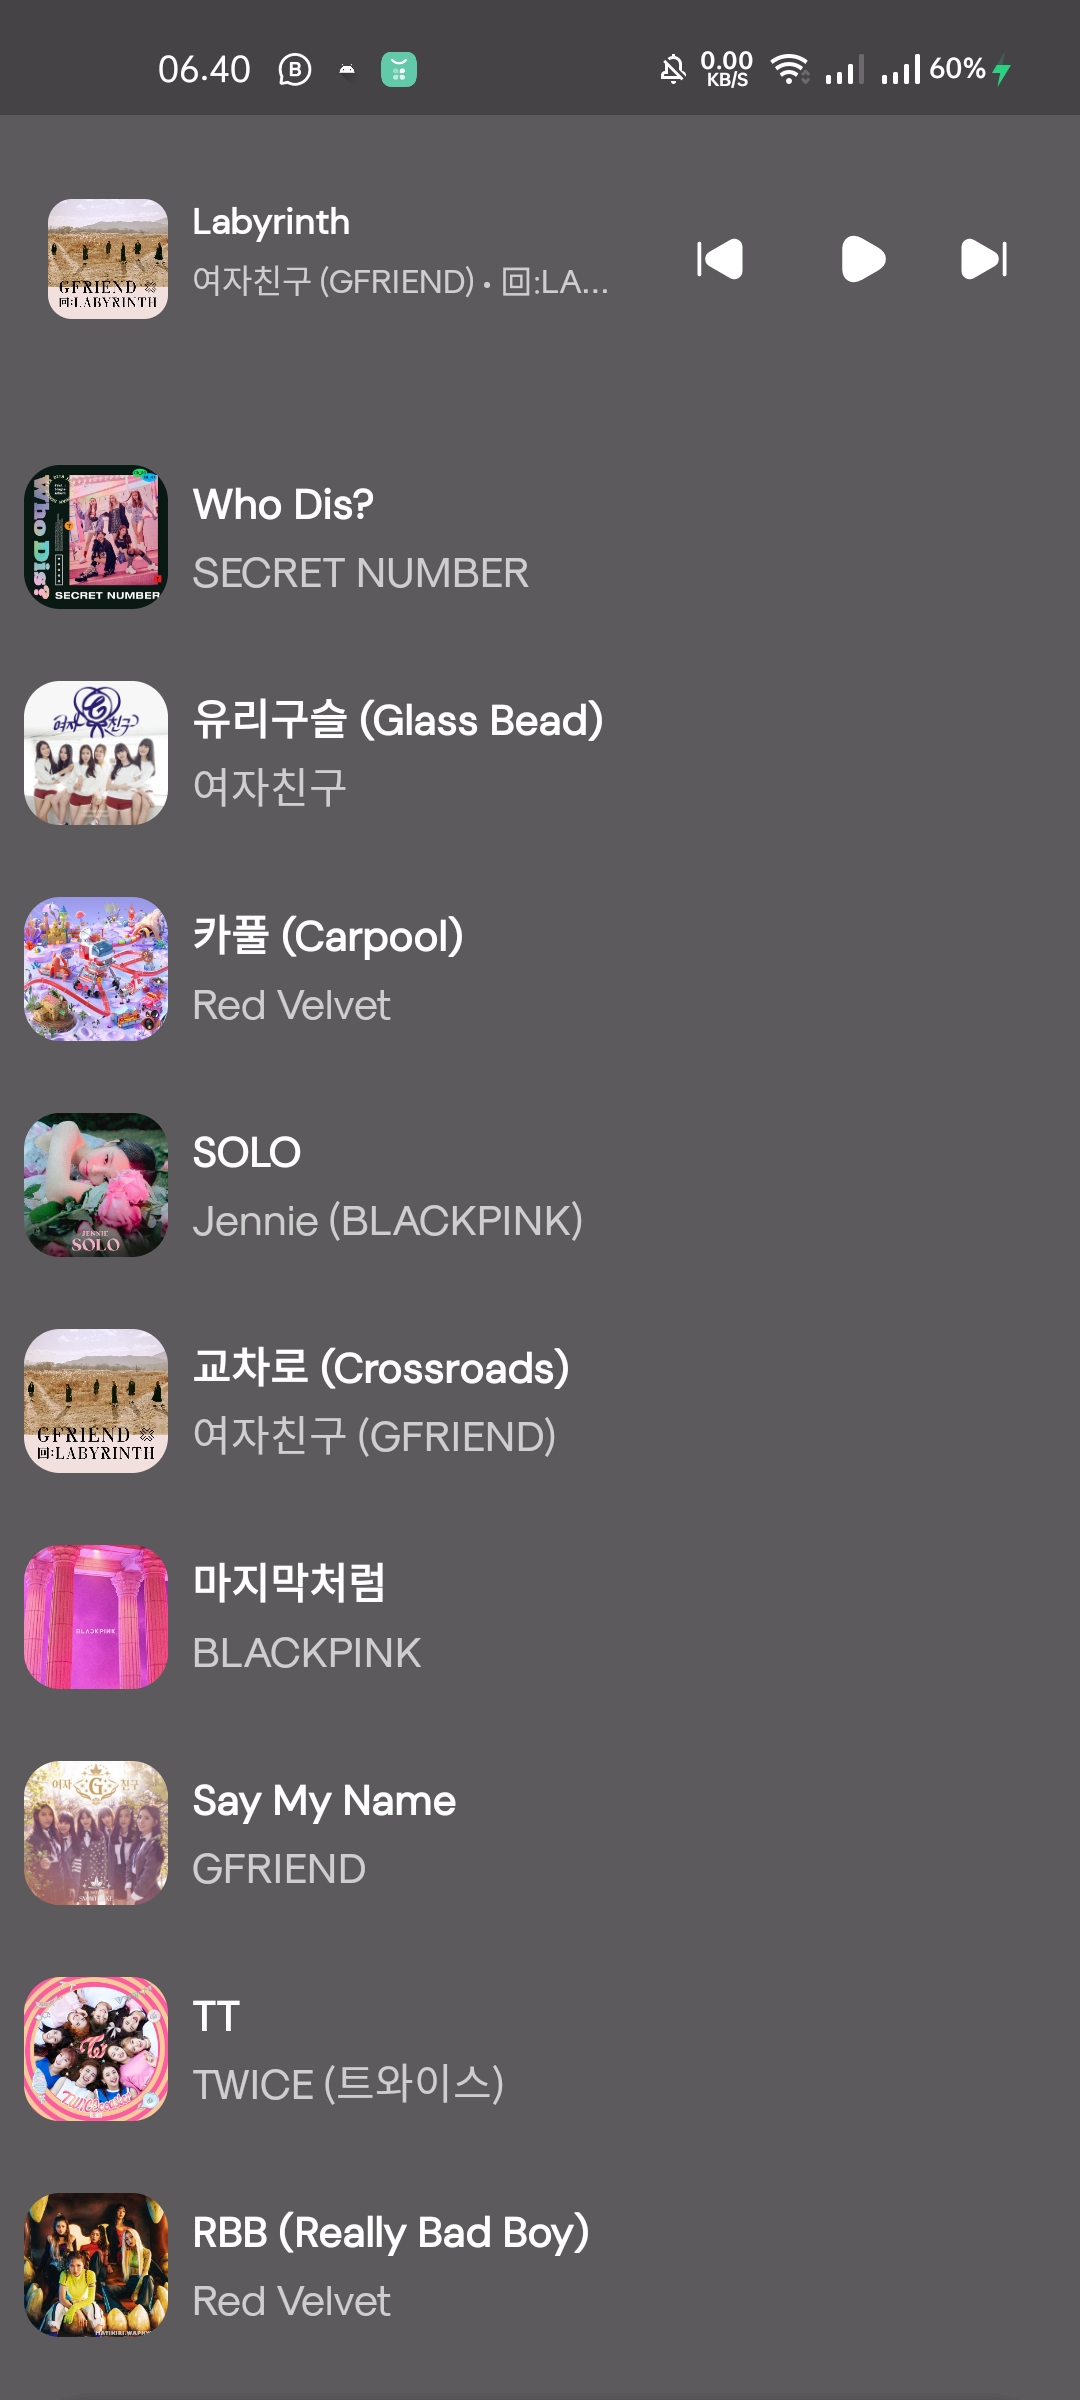 06.40
0.00
KB/S
60%
Labyrinth
여자친구 (GFRIEND) • 回:LA...
GFRIEND
回:LABYRINTH
Who Dis?
SECRET NUMBER
Who Dis?
SECRET NUMBER
여자친구
유리구슬 (Glass Bead)
여자친구
카풀 (Carpool)
Red Velvet
SOLO
Jennie (BLACKPINK)
JENNIE
SOLO
교차로 (Crossroads)
여자친구 (GFRIEND)
GFRIEND
回:LABYRINTH
마지막처럼
BLACKPINK
BLACKPINK
여자 G 친구
Say My Name
GFRIEND
TT
TWICE (트와이스)
RBB (Really Bad Boy)
Red Velvet